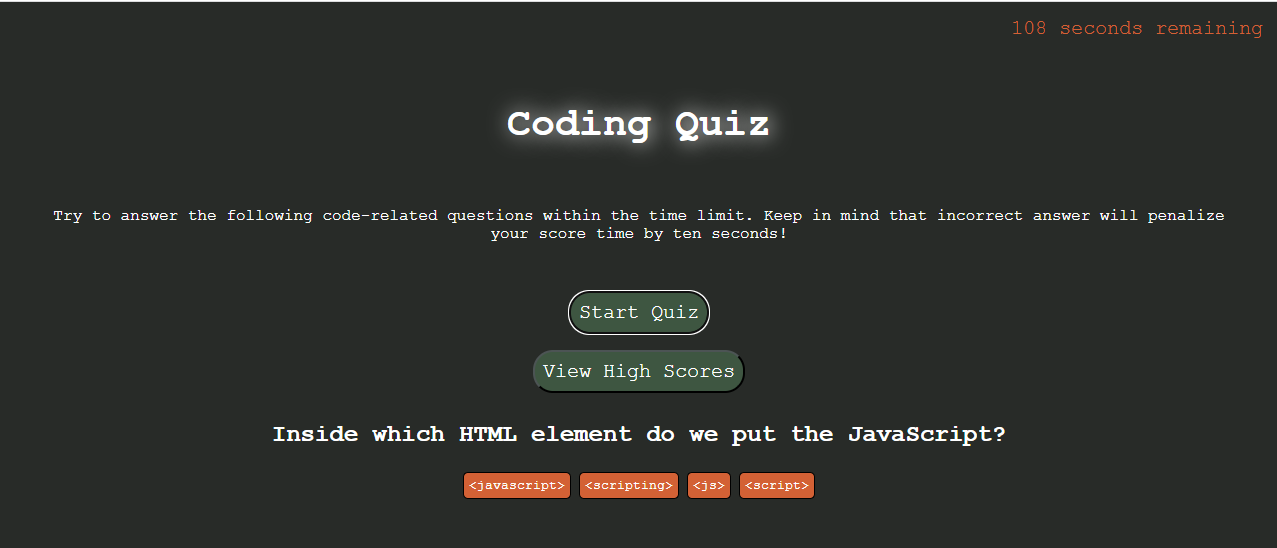 108 seconds remaining
Coding Quiz
Try to answer the following code-related questions within the time limit. Keep in mind that incorrect answer will penalize
your score time by ten seconds!
Start Quiz
View High Scores
Inside which HTML element do we put the JavaScript?
<javascript> <scripting> <js> <script>